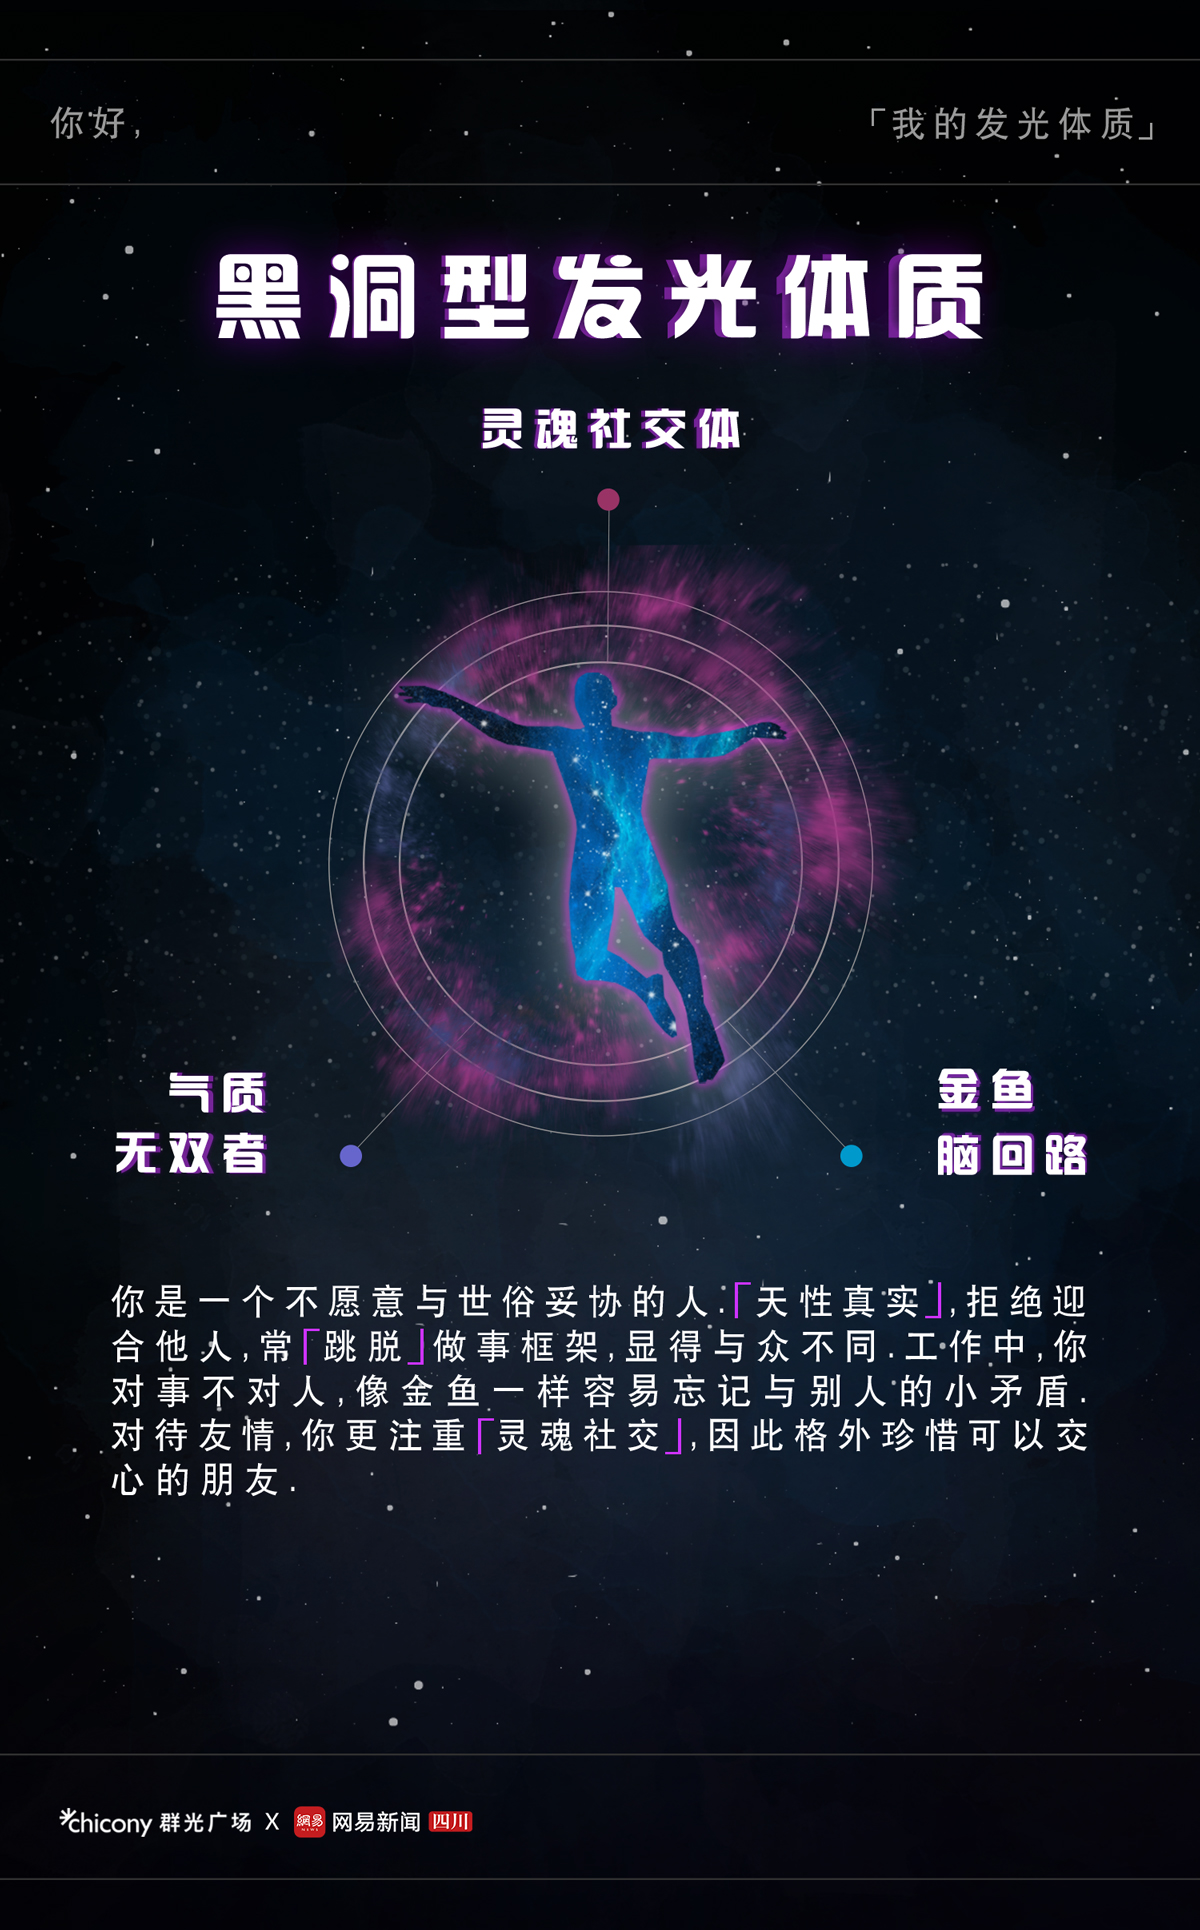 你好,
「我的发光体质」
黑洞型发光体质
灵魂社交体
气质
无双者
金鱼
脑回路
你是一个不愿意与世俗妥协的人.「天性真实」,拒绝迎
合他人,常「跳脱」做事框架,显得与众不同.工作中,你
对事不对人,像金鱼一样容易忘记与别人的小矛盾.
对待友情,你更注重「灵魂社交」,因此格外珍惜可以交
心的朋友.
chicony 群光广场 X 網易 NEWS 网易新闻 四川